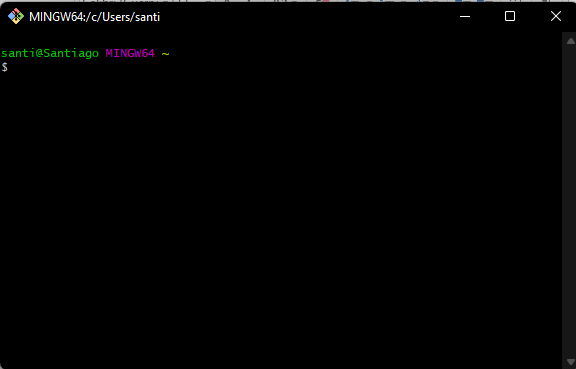 MINGW64:/c/Users/santi
santi@Santiago MINGW64 ~
$